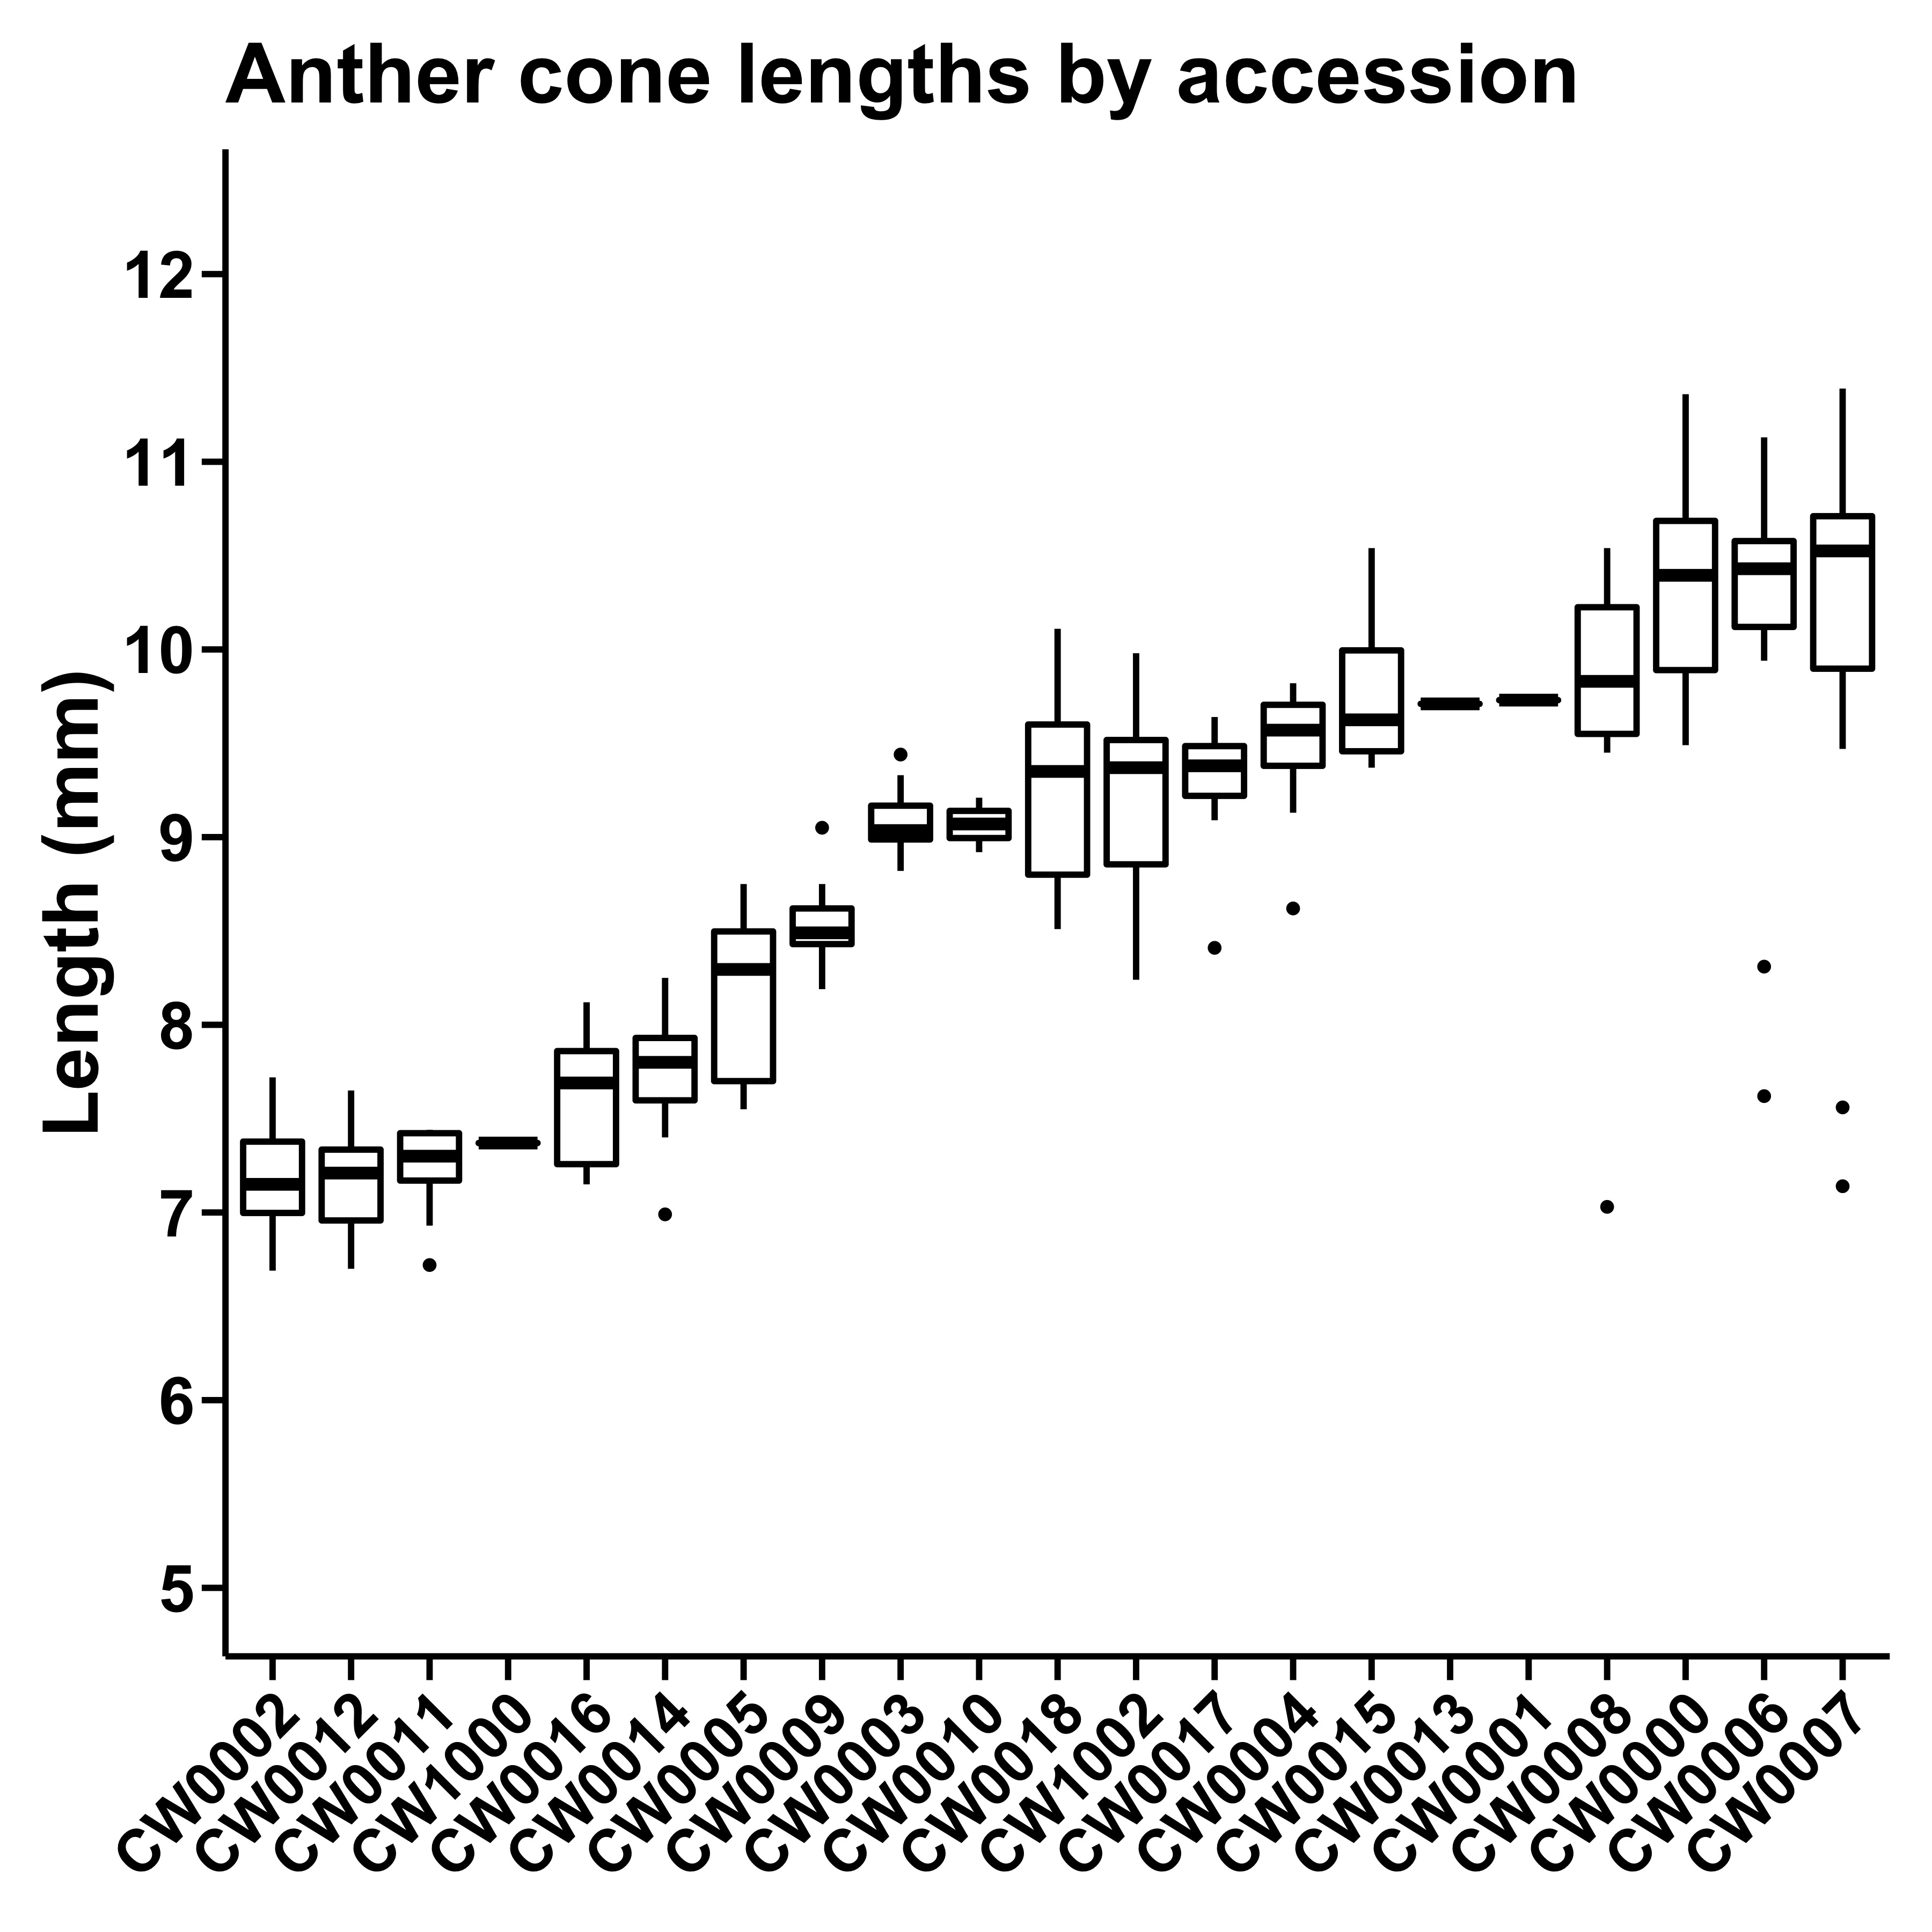 Anther cone lengths by accession
Length (mm)
12
11
10
9
8
7
6
5
CW0002
CW0012
CW0011
CW1000
CW0016
CW0014
CW0005
CW0009
CW0003
CW0010
CW0018
CW1002
CW0017
CW0004
CW0015
CW0013
CW0001
CW0008
CW0000
CW0006
CW0007